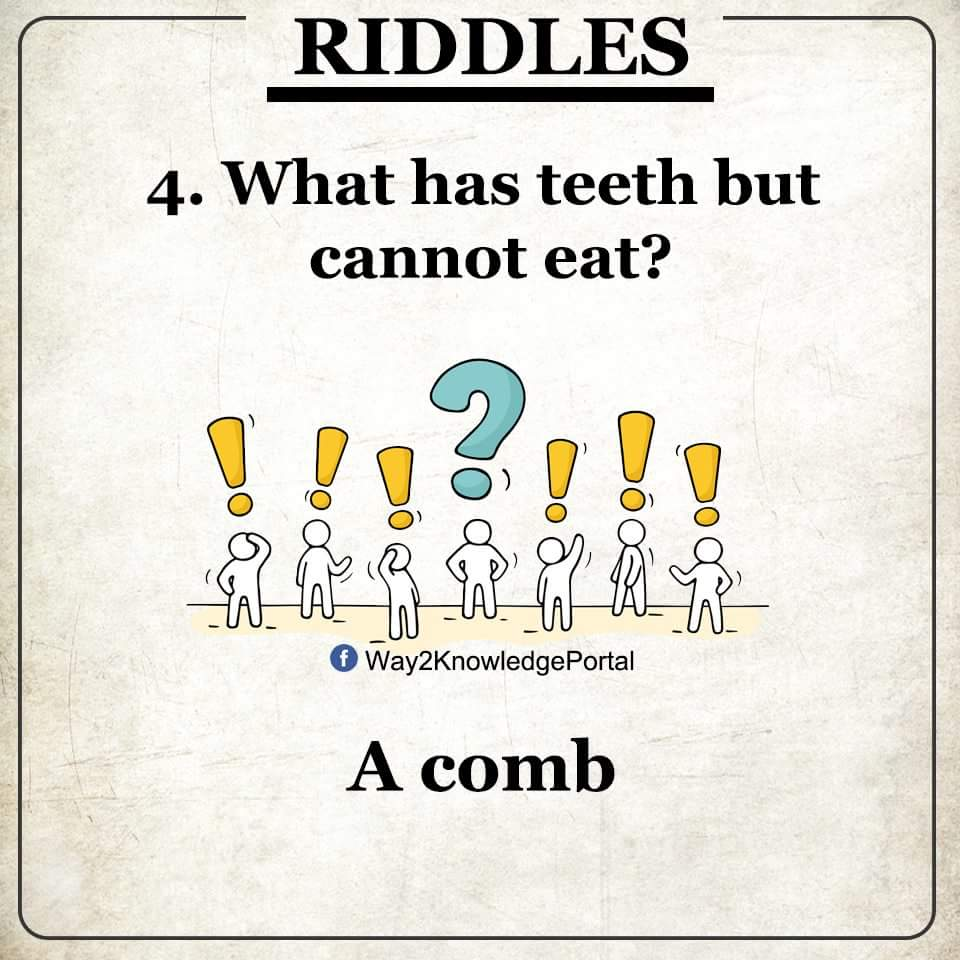 RIDDLES
4. What has teeth but
cannot eat?
f Way2KnowledgePortal
A comb